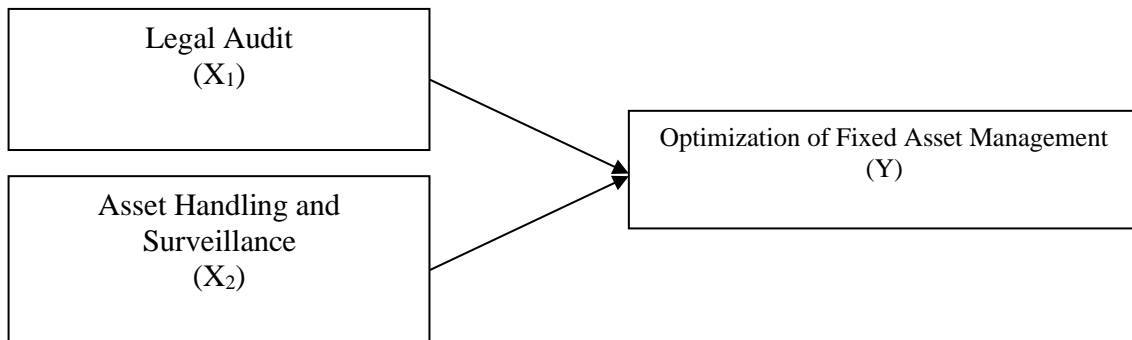 Legal Audit
(X₁)
Asset Handling and
Surveillance
(X₂)
Optimization of Fixed Asset Management
(Y)